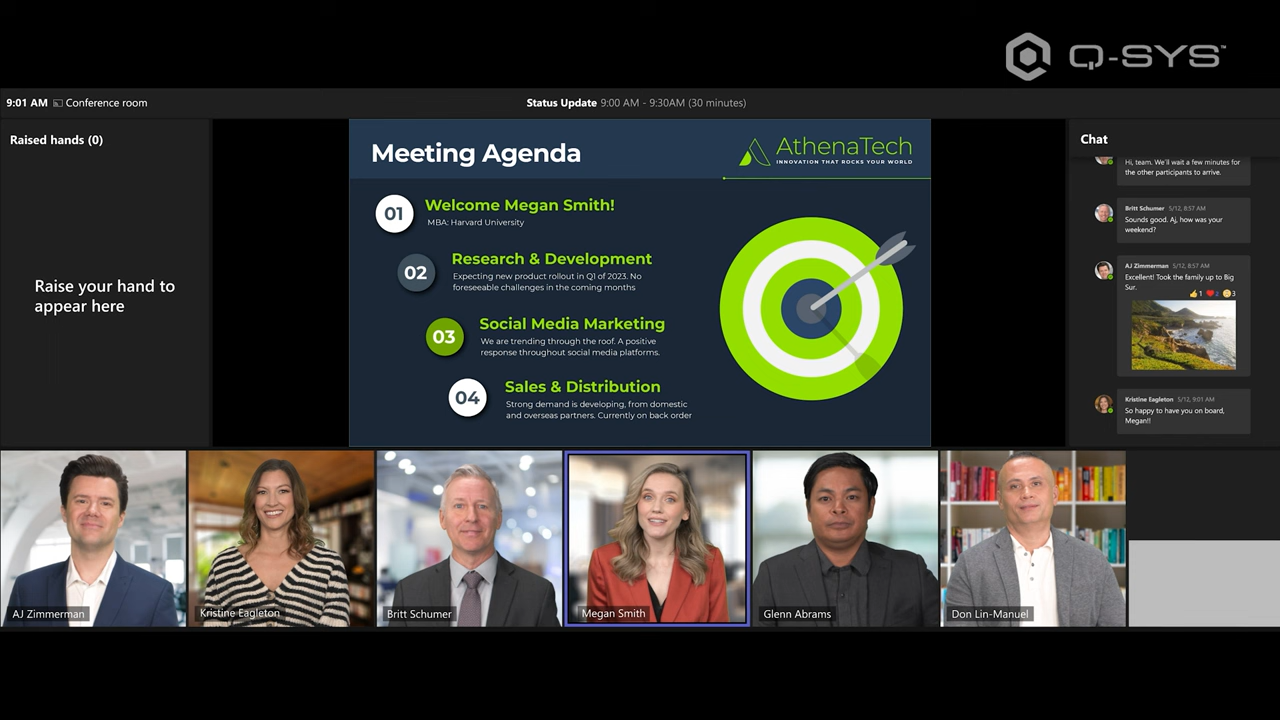 Q-SYS™
9:01 AM Conference room
Status Update 9:00 AM - 9:30AM (30 minutes)
Raised hands (0)
Raise your hand to
appear here
Meeting Agenda
AthenaTech
INNOVATION THAT ROCKS YOUR WORLD
01
Welcome Megan Smith!
MBA: Harvard University
02
Research & Development
Expecting new product rollout in Q1 of 2023. No
foreseeable challenges in the coming months
03
Social Media Marketing
We are trending through the roof. A positive
response throughout social media platforms.
04
Sales & Distribution
Strong demand is developing, from domestic
and overseas partners. Currently on back order
Chat
Hi, team. We'll wait a few minutes for
the other participants to arrive.
Britt Schumer 5/12, 8:57 AM
Sounds good. Aj, how was your
weekend?
AJ Zimmerman 5/12, 8:57 AM
Excellent! Took the family up to Big
Sur.
1 2 3
Kristine Eagleton 5/12, 9:01 AM
So happy to have you on board,
Megan!!
AJ Zimmerman
Kristine Eagleton
Britt Schumer
Megan Smith
Glenn Abrams
Don Lin-Manuel